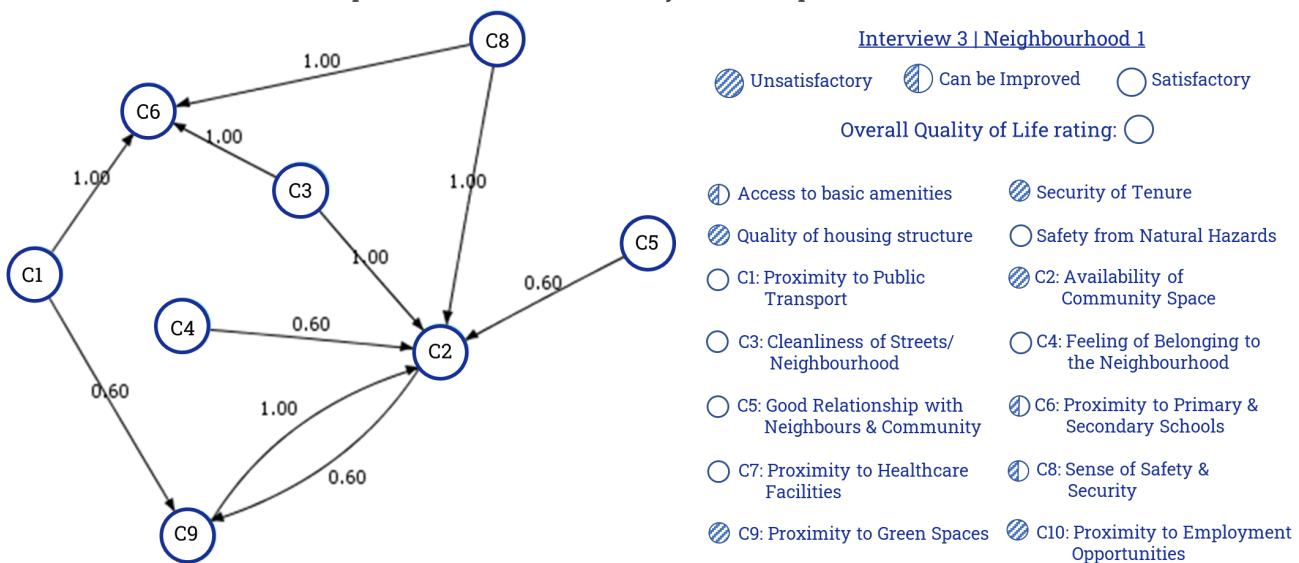 C8
Interview 3 | Neighbourhood 1
1.00
Unsatisfactory
Can be Improved
Satisfactory
C6
1.00
Overall Quality of Life rating:
1.00
1.00
C3
Access to basic amenities
Security of Tenure
Quality of housing structure
Safety from Natural Hazards
C5
1.00
C1
0.60
C1: Proximity to Public
Transport
C2: Availability of
Community Space
C4
0.60
C2
C3: Cleanliness of Streets/
Neighbourhood
C4: Feeling of Belonging to
the Neighbourhood
0.60
1.00
C5: Good Relationship with
Neighbours & Community
C6: Proximity to Primary &
Secondary Schools
0.60
C7: Proximity to Healthcare
Facilities
C8: Sense of Safety &
Security
C9
C9: Proximity to Green Spaces
C10: Proximity to Employment
Opportunities